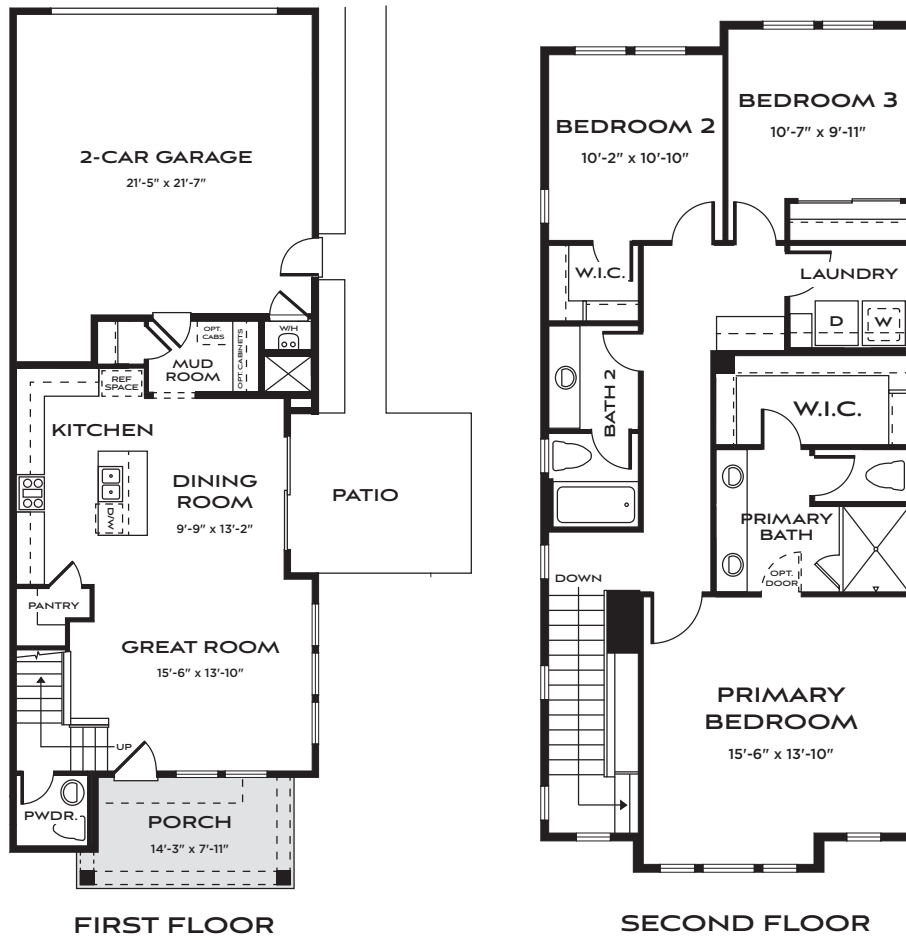 2-CAR GARAGE
21'-5" x 21'-7"
W/H
OPT.
CABS
OPT. CABINETS
MUD
ROOM
REF
SPACE
KITCHEN
DINING
ROOM
9'-9" x 13'-2"
D/W
PATIO
PANTRY
GREAT ROOM
15'-6" x 13'-10"
UP
PWDR.
PORCH
14'-3" x 7'-11"
FIRST FLOOR
BEDROOM 2
10'-2" x 10'-10"
BEDROOM 3
10'-7" x 9'-11"
W.I.C.
LAUNDRY
D
W
BATH 2
W.I.C.
PRIMARY
BATH
OPT.
DOOR
DOWN
PRIMARY
BEDROOM
15'-6" x 13'-10"
SECOND FLOOR